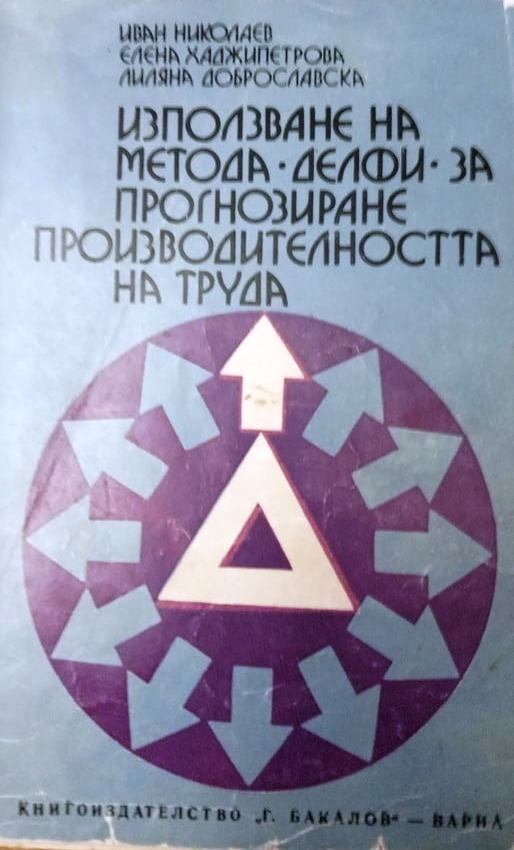 ИВАН НИКОЛАЕВ
ЕЛЕНА ХАДЖИПЕТРОВА
ЛИЛЯНА ДОБРОСЛАВСКА
ИЗПОЛЗВАНЕ НА
МЕТОДА · ДЕЛФИ · ЗА
ПРОГНОЗИРАНЕ
ПРОИЗВОДИТЕЛНОСТТА
НА ТРУДА
КНИГОИЗДАТЕЛСТВО „Г. БАКАЛОВ“ — ВАРНА